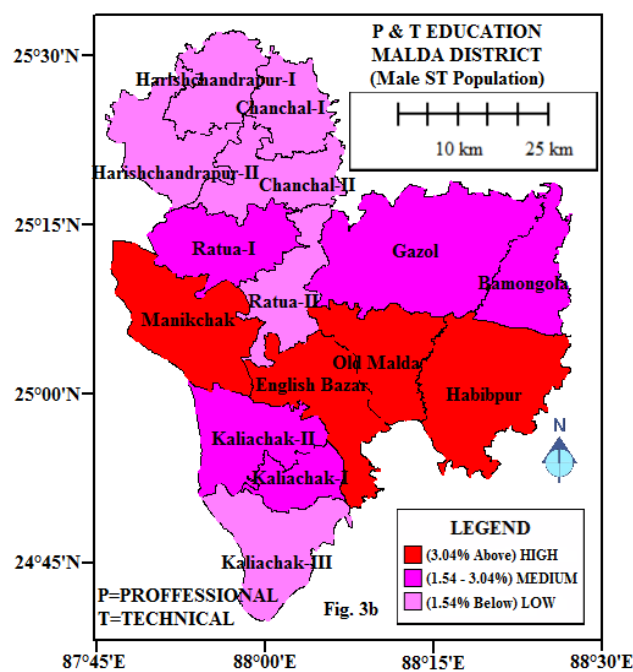 P & T EDUCATION
MALDA DISTRICT
(Male ST Population)
10 km 25 km
25°30'N
25°15'N
25°00'N
24°45'N
Harishchandrapur-I
Chanchal-I
Harishchandrapur-II
Chanchal-II
Ratua-I
Gazol
Bamongola
Ratua-II
Manikchak
Old Malda
English Bazar
Habibpur
Kaliachak-II
Kaliachak-I
Kaliachak-III
N
LEGEND
(3.04% Above) HIGH
(1.54 - 3.04%) MEDIUM
(1.54% Below) LOW
P=PROFFESSIONAL
T=TECHNICAL
Fig. 3b
87°45'E 88°00'E 88°15'E 88°30'E